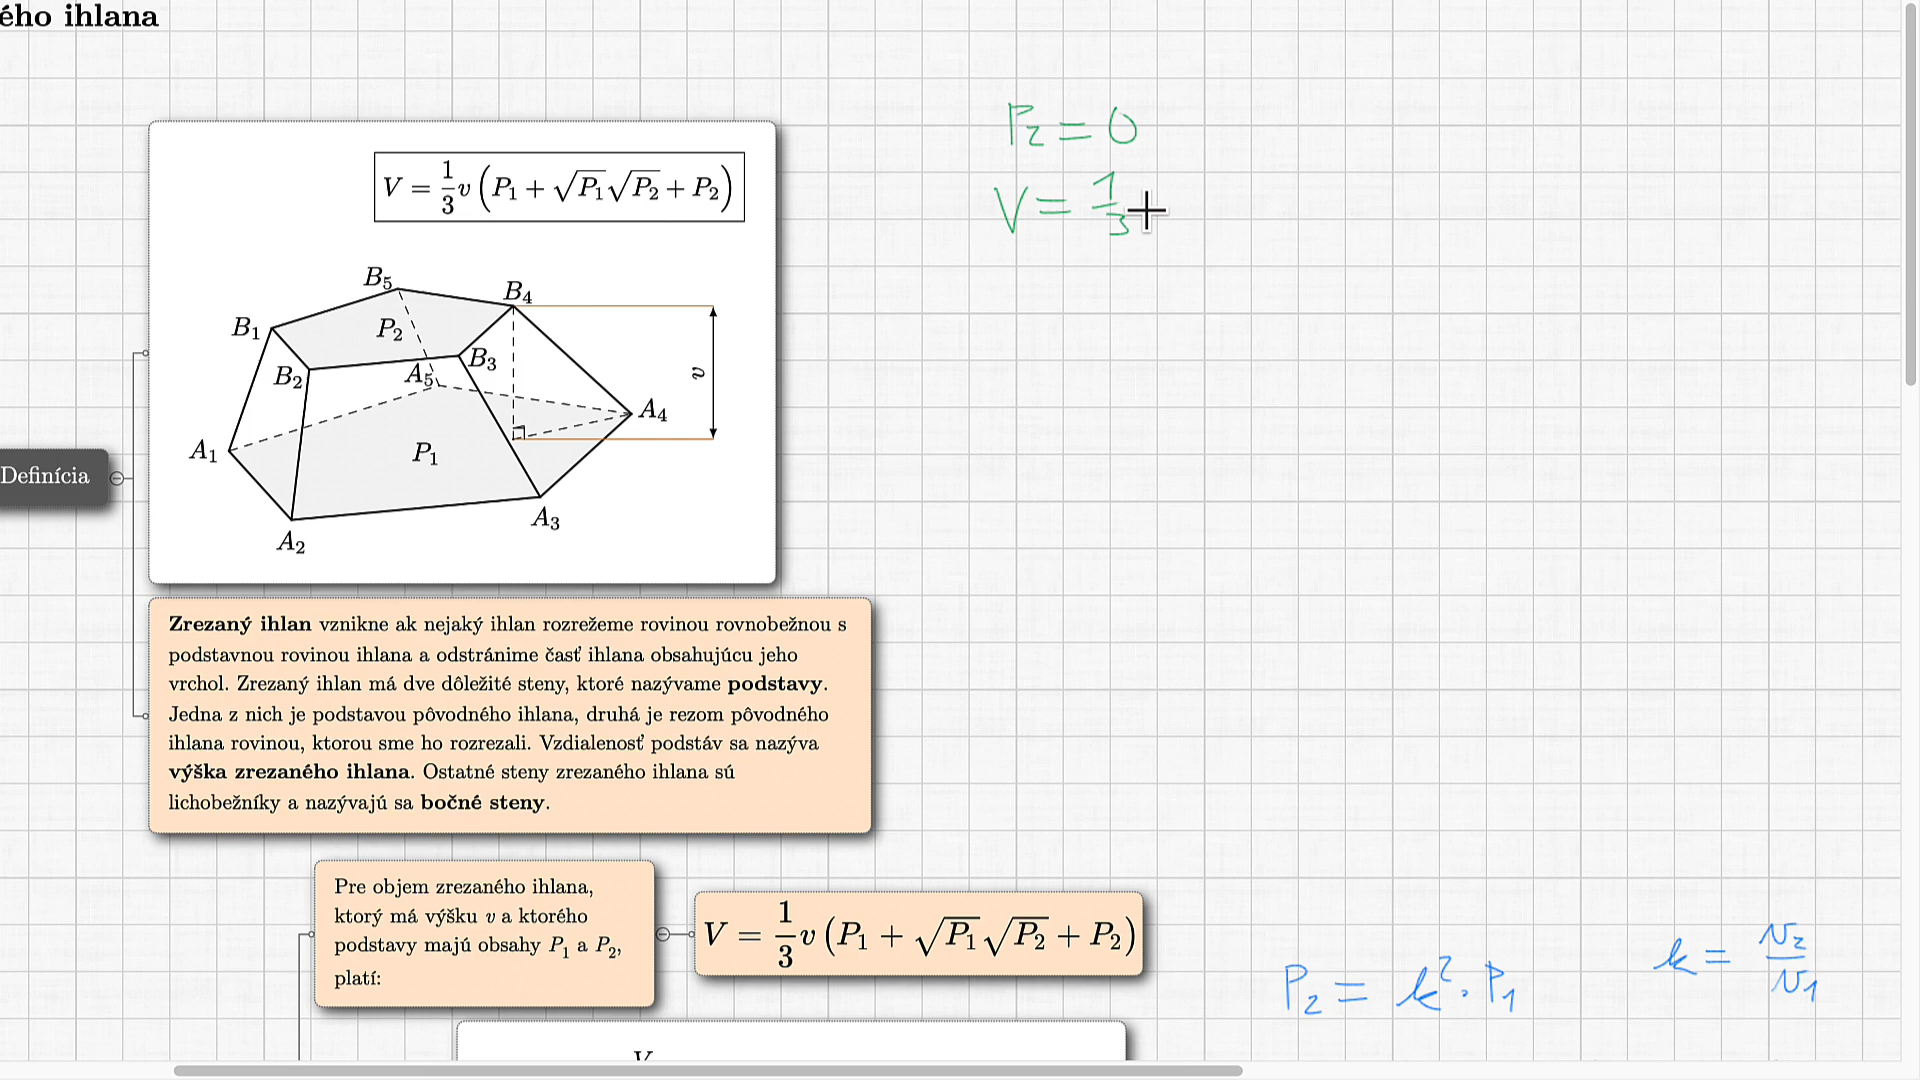 ého ihlana
P₂ = 0
V = 1/3
V = 1/3 v (P₁ + √P₁ √P₂ + P₂)
B₅
B₄
B₁
P₂
B₃
B₂
A₅
v
A₄
A₁
P₁
Definícia
A₃
A₂
Zrezaný ihlan vznikne ak nejaký ihlan rozrežeme rovinou rovnobežnou s
podstavnou rovinou ihlana a odstránime časť ihlana obsahujúcu jeho
vrchol. Zrezaný ihlan má dve dôležité steny, ktoré nazývame podstavy.
Jedna z nich je podstavou pôvodného ihlana, druhá je rezom pôvodného
ihlana rovinou, ktorou sme ho rozrezali. Vzdialenosť podstáv sa nazýva
výška zrezaného ihlana. Ostatné steny zrezaného ihlana sú
lichobežníky a nazývajú sa bočné steny.
Pre objem zrezaného ihlana,
ktorý má výšku v a ktorého
podstavy majú obsahy P₁ a P₂,
platí:
V = 1/3 v (P₁ + √P₁ √P₂ + P₂)
P₂ = k² · P₁
k = v₂/v₁
V